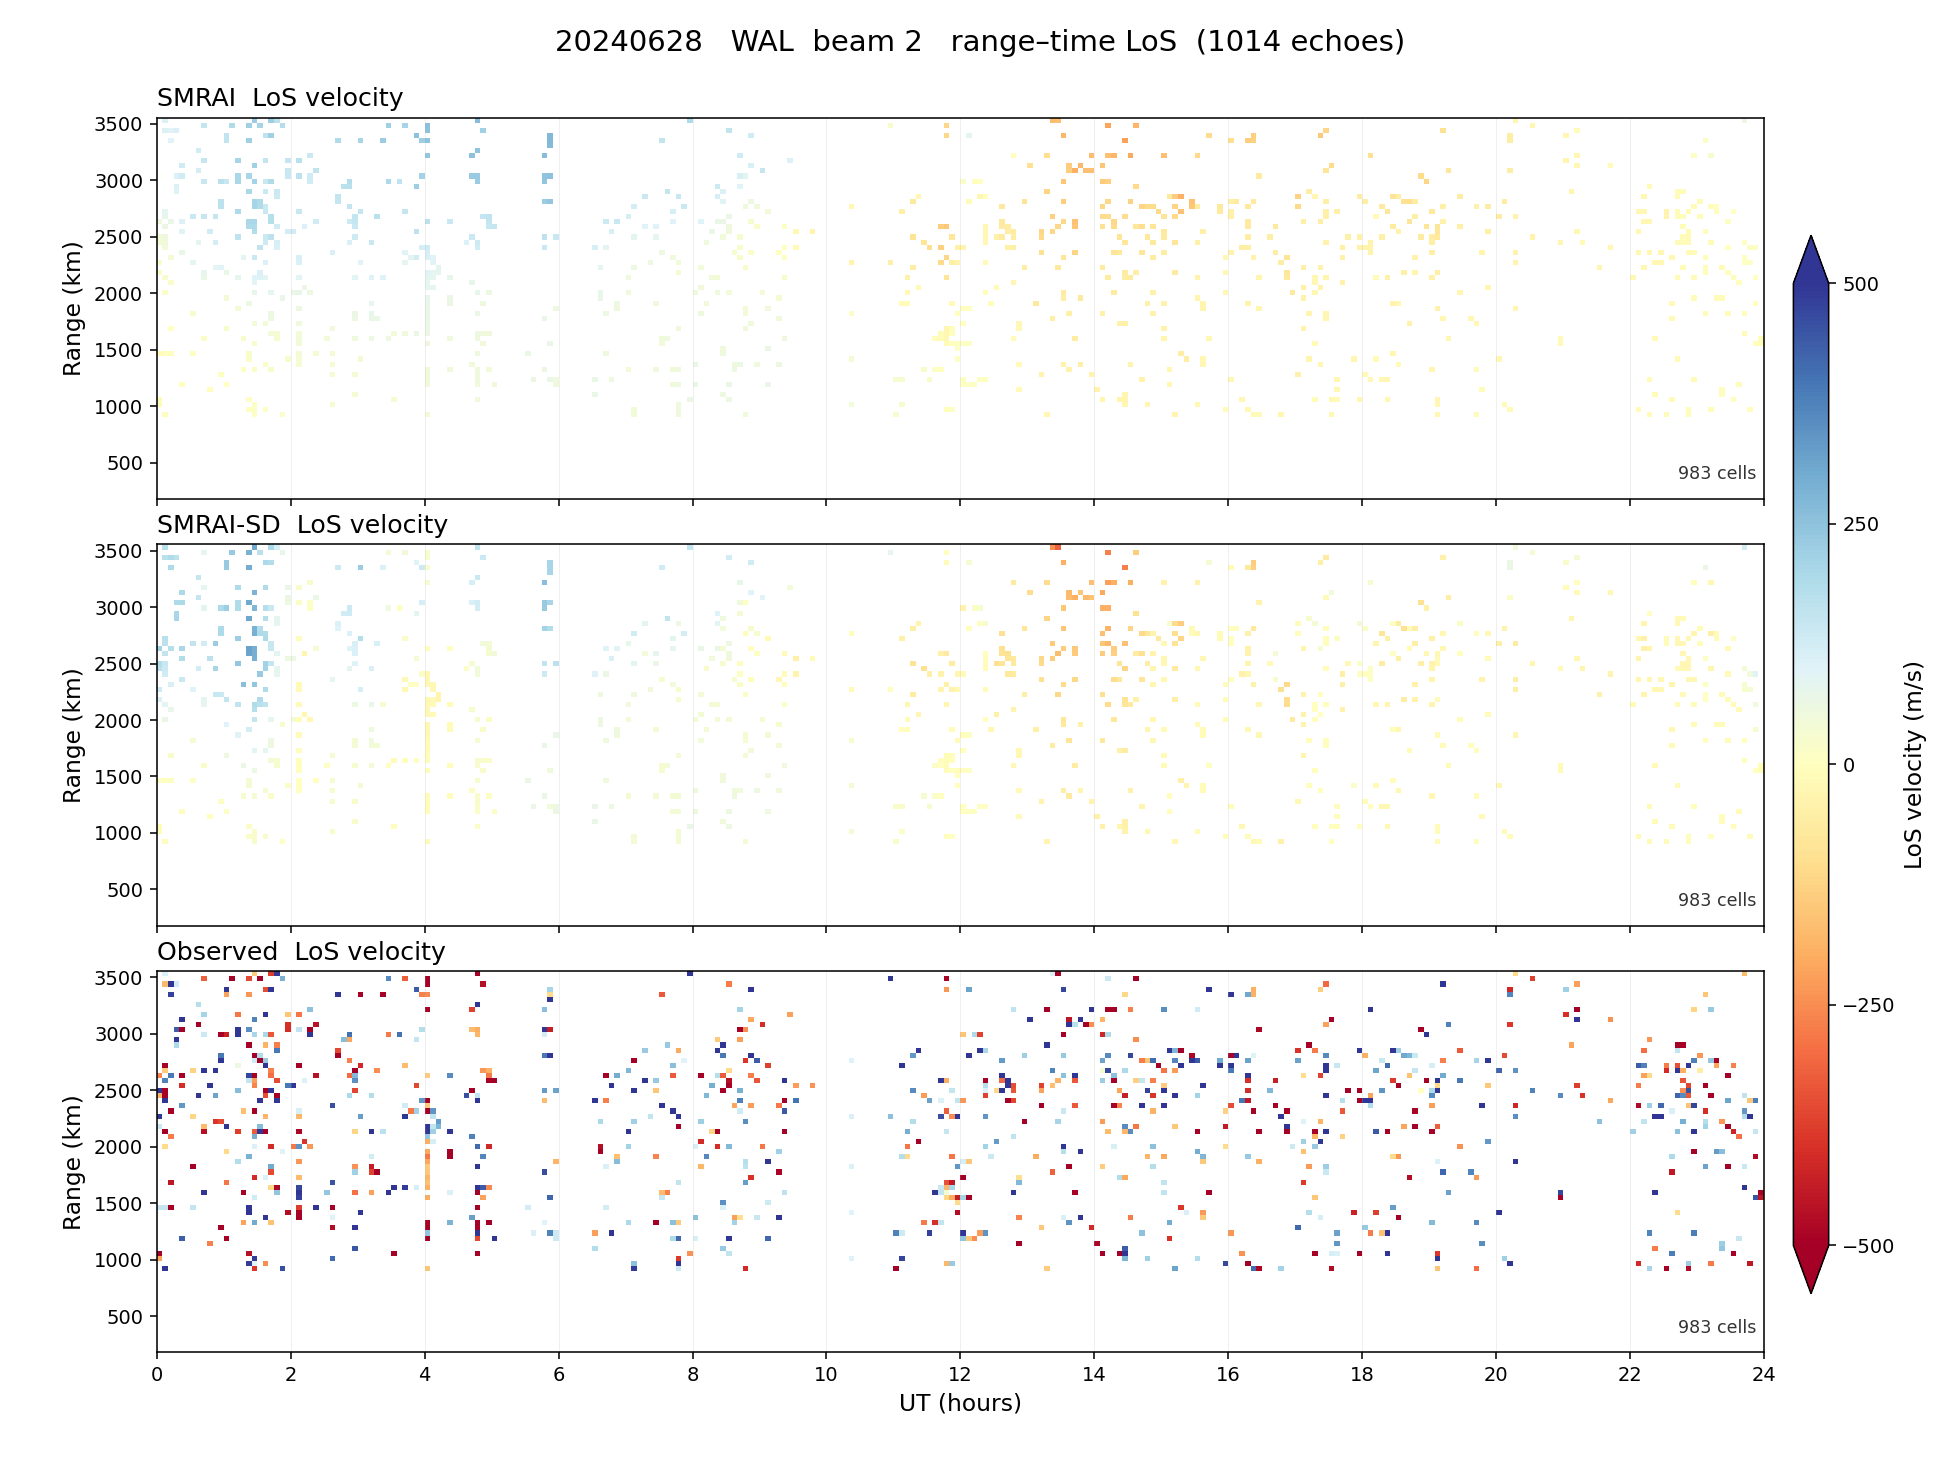 20240628   WAL  beam 2   range–time LoS  (1014 echoes)
SMRAI  LoS velocity
3500
3000
2500
2000
1500
1000
500
Range (km)
983 cells
SMRAI-SD  LoS velocity
3500
3000
2500
2000
1500
1000
500
Range (km)
983 cells
Observed  LoS velocity
3500
3000
2500
2000
1500
1000
500
Range (km)
983 cells
0 2 4 6 8 10 12 14 16 18 20 22 24
UT (hours)
500
250
0
−250
−500
LoS velocity (m/s)